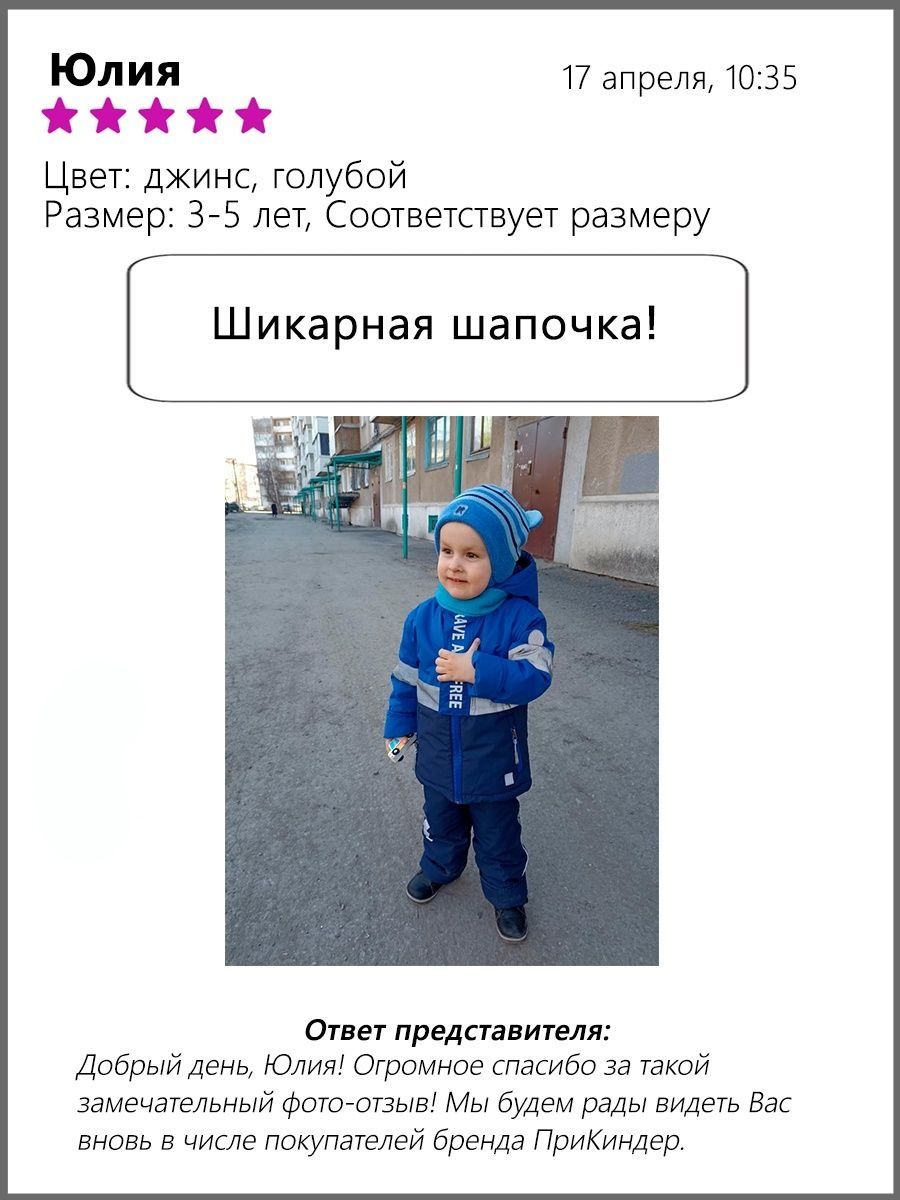 Юлия
17 апреля, 10:35
Цвет: джинс, голубой
Размер: 3-5 лет, Соответствует размеру
Шикарная шапочка!
FREE
Ответ представителя:
Добрый день, Юлия! Огромное спасибо за такой
замечательный фото-отзыв! Мы будем рады видеть Вас
вновь в числе покупателей бренда ПриКиндер.